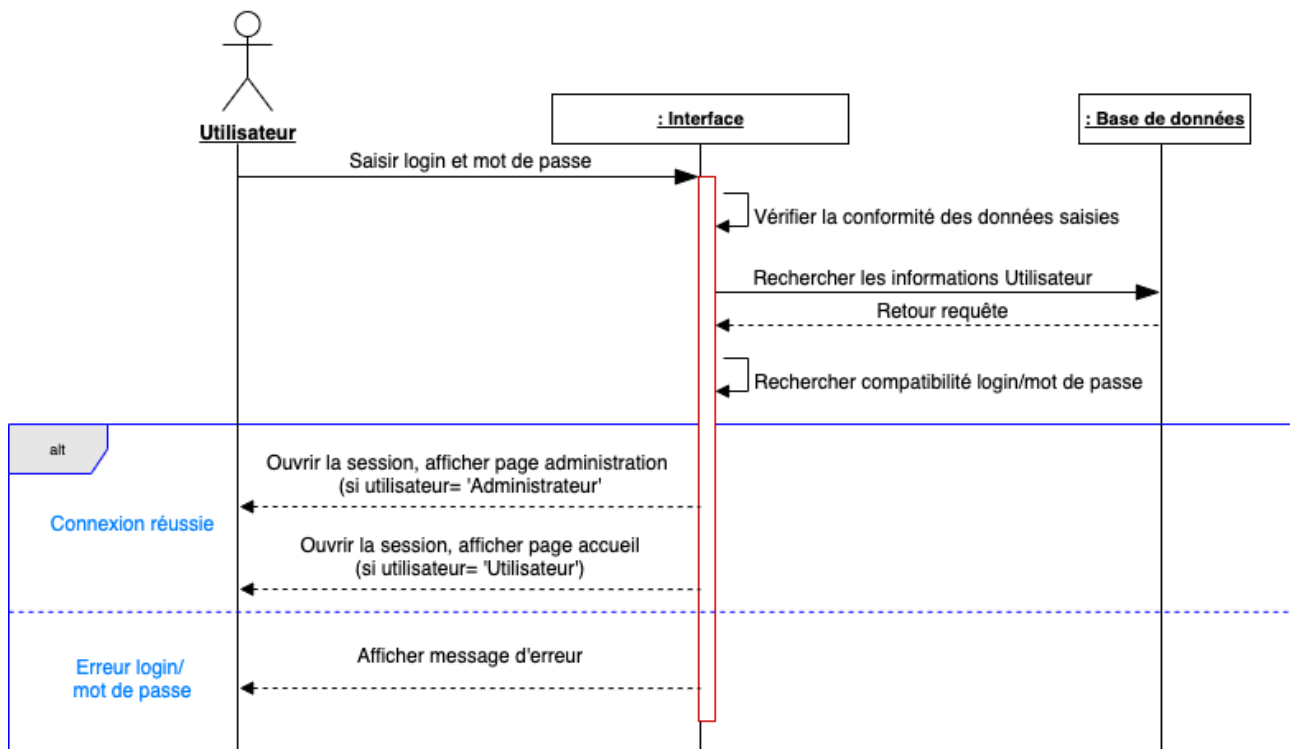 Utilisateur
: Interface
: Base de données
Saisir login et mot de passe
Vérifier la conformité des données saisies
Rechercher les informations Utilisateur
Retour requête
Rechercher compatibilité login/mot de passe
alt
Ouvrir la session, afficher page administration
(si utilisateur= 'Administrateur'
Connexion réussie
Ouvrir la session, afficher page accueil
(si utilisateur= 'Utilisateur')
Afficher message d'erreur
Erreur login/
mot de passe